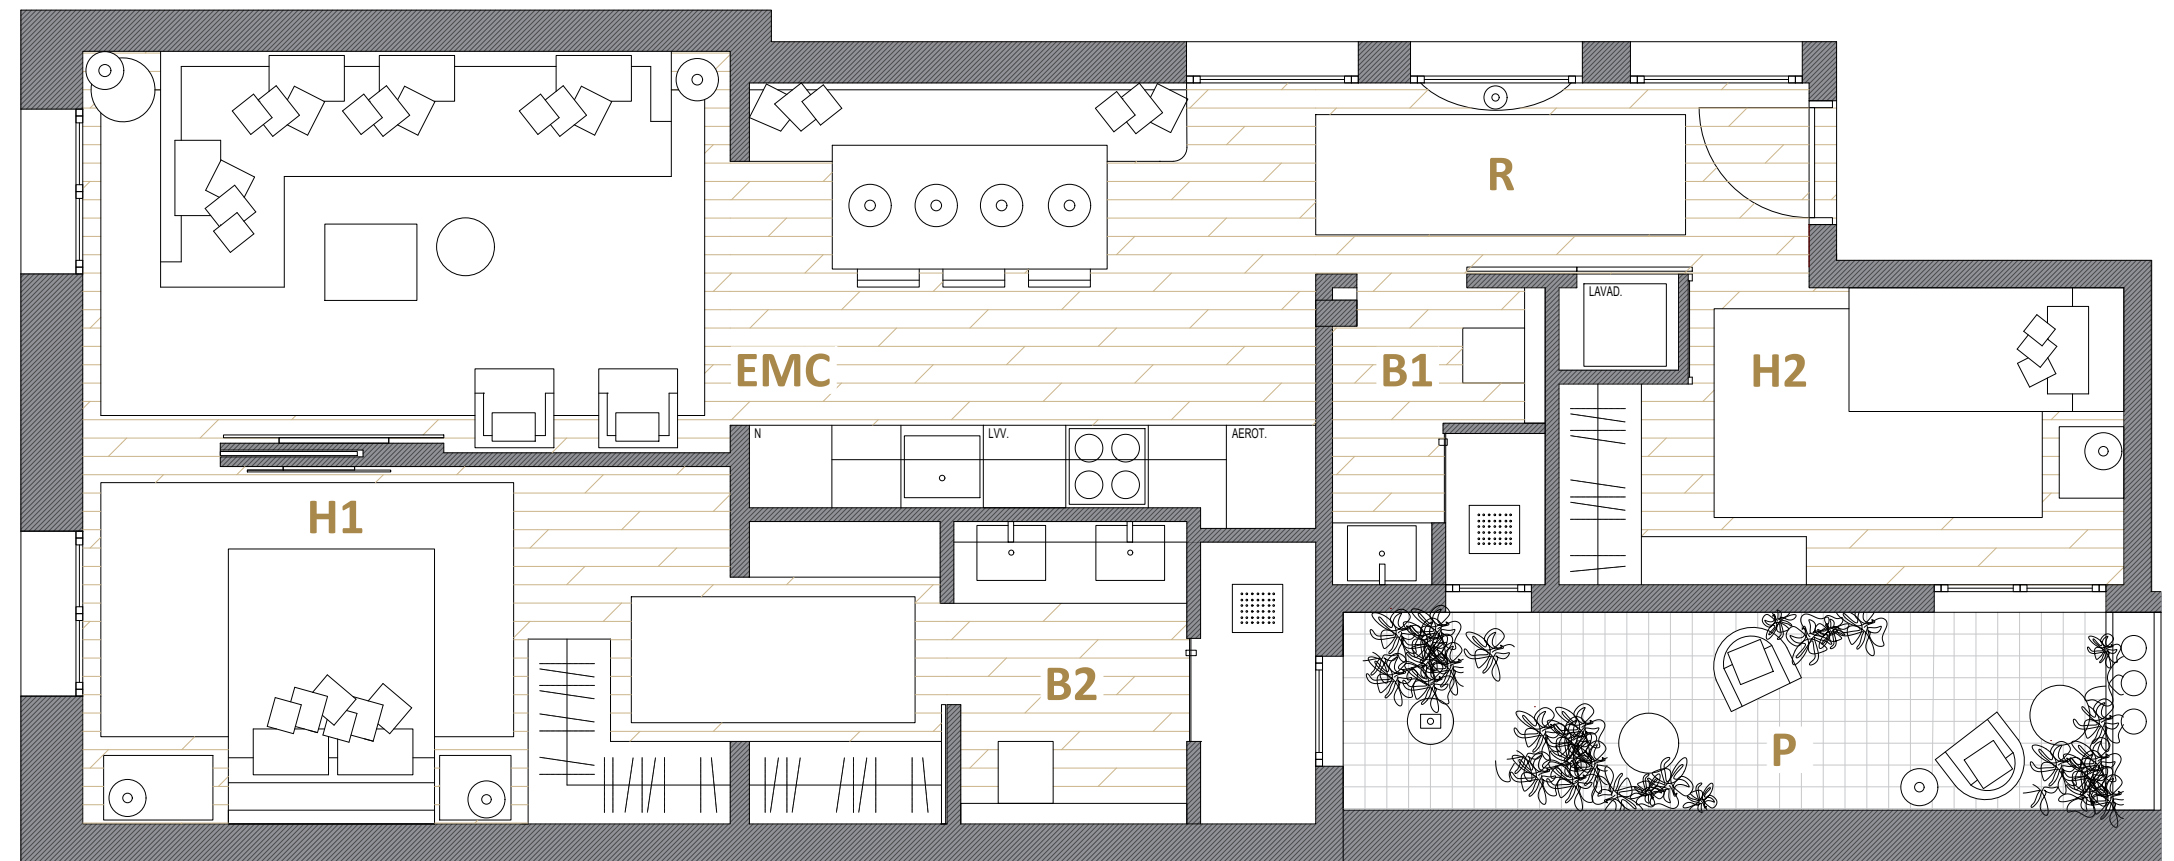 R
LAVAD.
EMC
B1
H2
N
LVV.
AEROT.
H1
B2
P